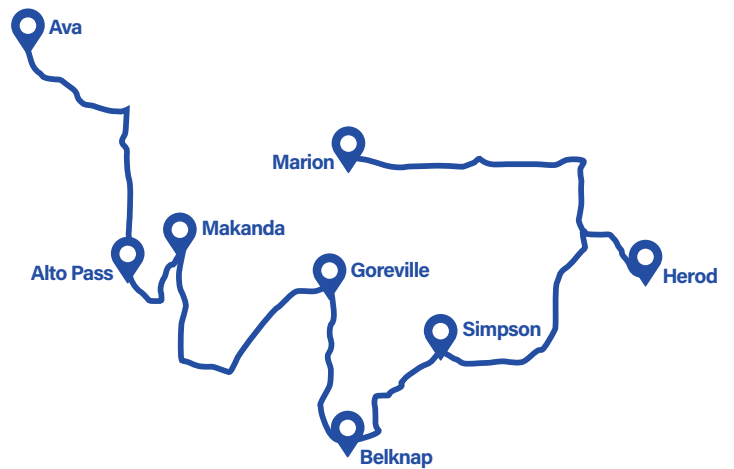 Ava
Marion
Makanda
Alto Pass
Goreville
Herod
Simpson
Belknap